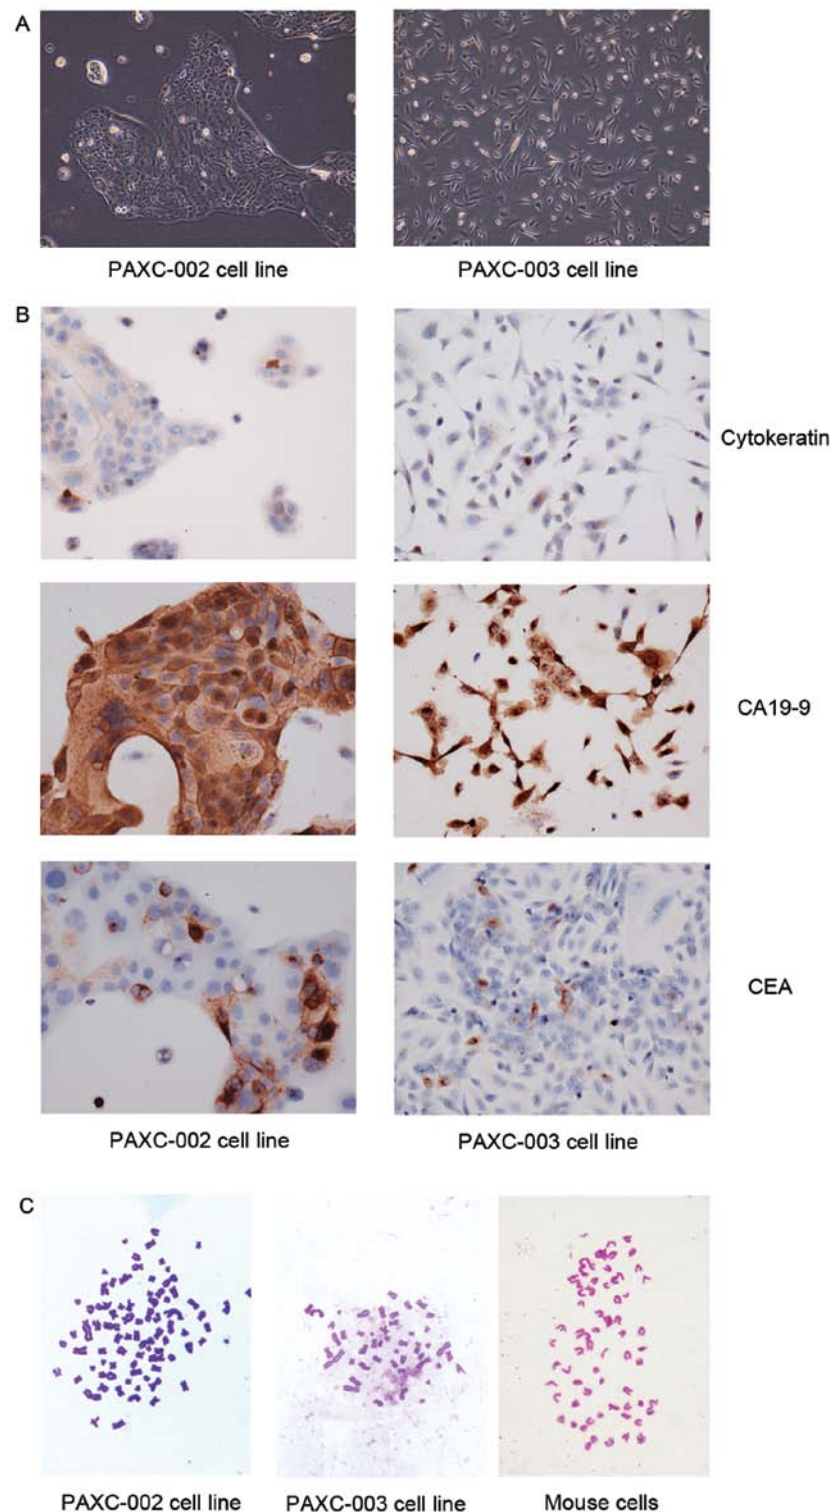 A
PAXC-002 cell line
PAXC-003 cell line
B
Cytokeratin
CA19-9
CEA
PAXC-002 cell line
PAXC-003 cell line
C
PAXC-002 cell line
PAXC-003 cell line
Mouse cells